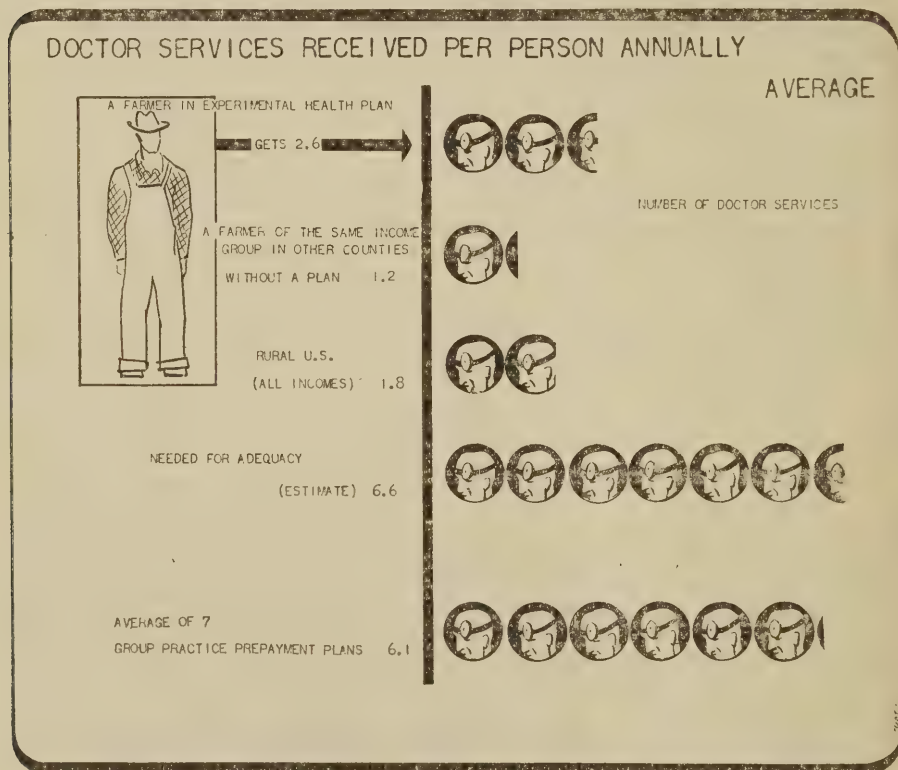 DOCTOR SERVICES RECEIVED PER PERSON ANNUALLY
AVERAGE
A FARMER IN EXPERIMENTAL HEALTH PLAN
GETS 2.6
NUMBER OF DOCTOR SERVICES
A FARMER OF THE SAME INCOME
GROUP IN OTHER COUNTIES
WITHOUT A PLAN 1.2
RURAL U.S.
(ALL INCOMES) 1.8
NEEDED FOR ADEQUACY
(ESTIMATE) 6.6
AVERAGE OF 7
GROUP PRACTICE PREPAYMENT PLANS 6.1